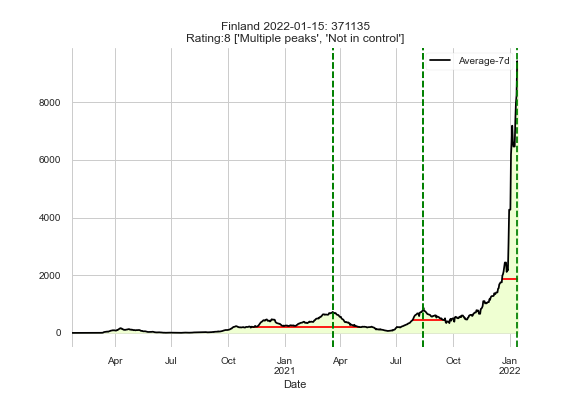 Finland 2022-01-15: 371135
Rating:8 ['Multiple peaks', 'Not in control']
Average-7d
8000
6000
4000
2000
0
Apr Jul Oct Jan Apr Jul Oct Jan
2021 2022
Date